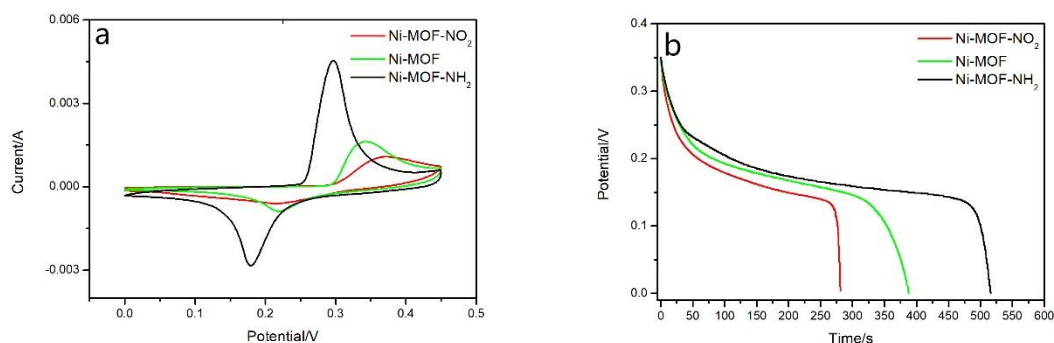 a
Ni-MOF-NO₂
Ni-MOF
Ni-MOF-NH₂
0.006
0.003
0.000
-0.003
Current/A
0.0 0.1 0.2 0.3 0.4 0.5
Potential/V
b
Ni-MOF-NO₂
Ni-MOF
Ni-MOF-NH₂
0.4
0.3
0.2
0.1
0.0
Potential/V
0 50 100 150 200 250 300 350 400 450 500 550 600
Time/s